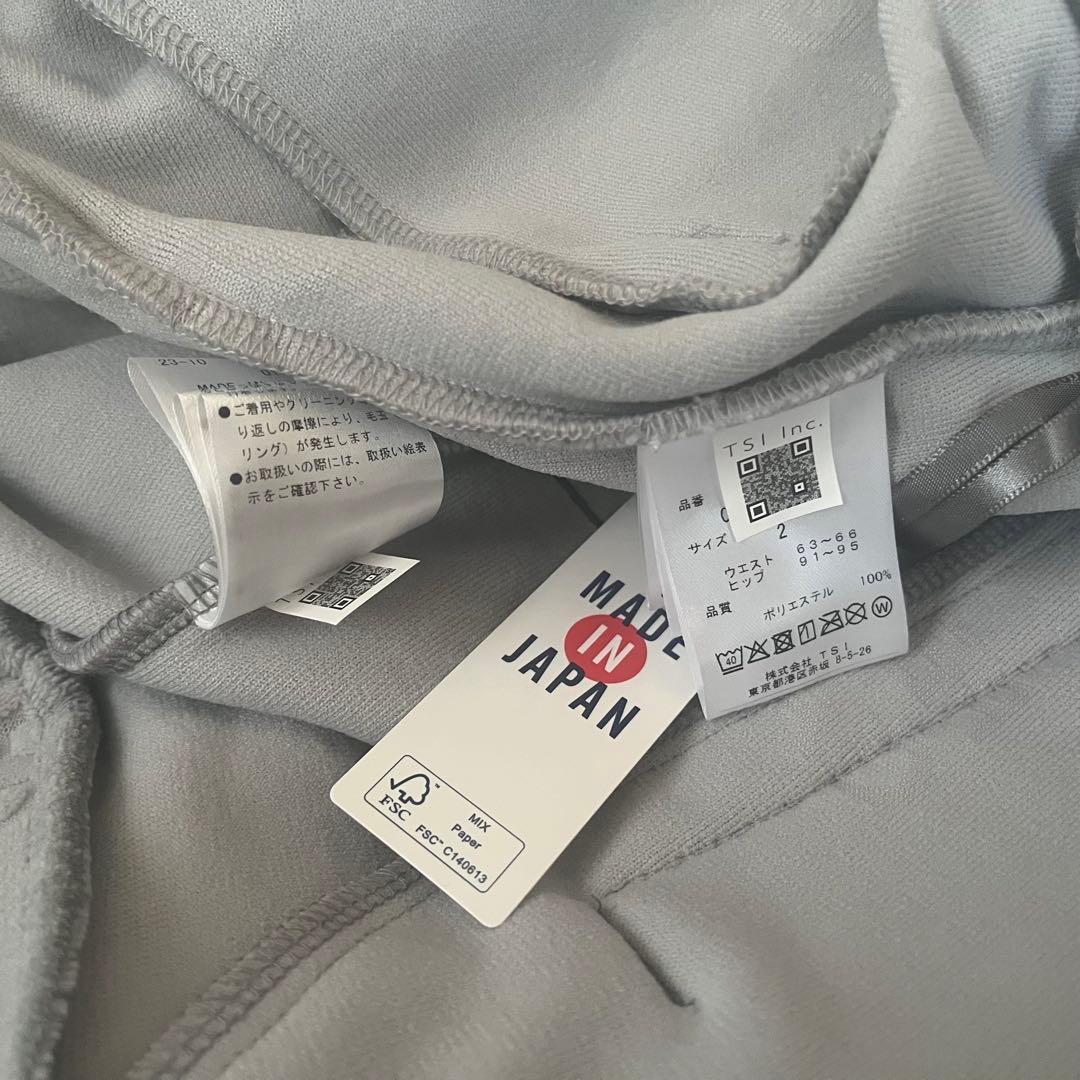 23-10
●ご着用やクリーニング
り返しの摩擦により、毛玉
リング）が発生します。
●お取扱いの際には、取扱い絵表
示をご確認下さい。
MADE
IN
JAPAN
FSC
MIX
Paper
FSC™ C140613
TSI Inc.
品番
サイズ 2
ウエスト 63～66
ヒップ 91～95
品質 ポリエステル 100%
40
W
株式会社 TSI
東京都港区赤坂 8-5-26